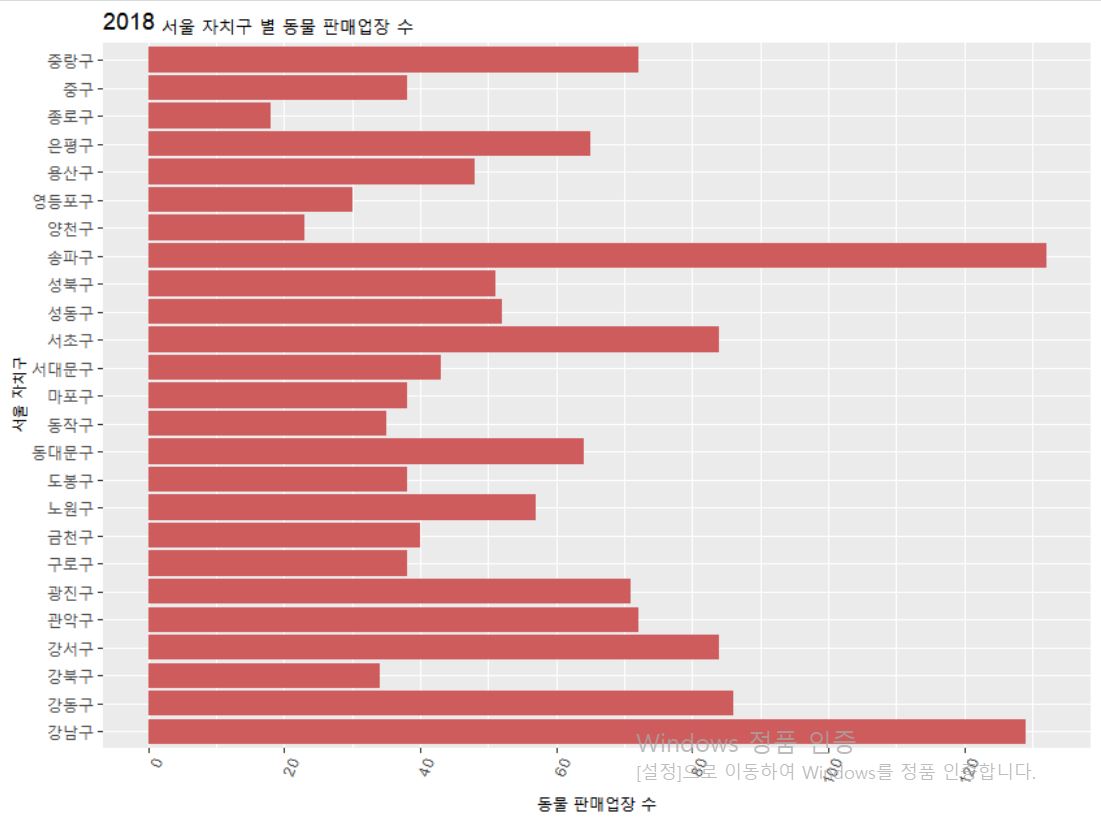 2018 서울 자치구 별 동물 판매업장 수
중랑구
중구
종로구
은평구
용산구
영등포구
양천구
송파구
성북구
성동구
서초구
서대문구
마포구
동작구
동대문구
도봉구
노원구
금천구
구로구
광진구
관악구
강서구
강북구
강동구
강남구
서울 자치구
0 20 40 60 80 100 120
동물 판매업장 수
Windows 정품 인증
[설정]으로 이동하여 Windows를 정품 인증합니다.